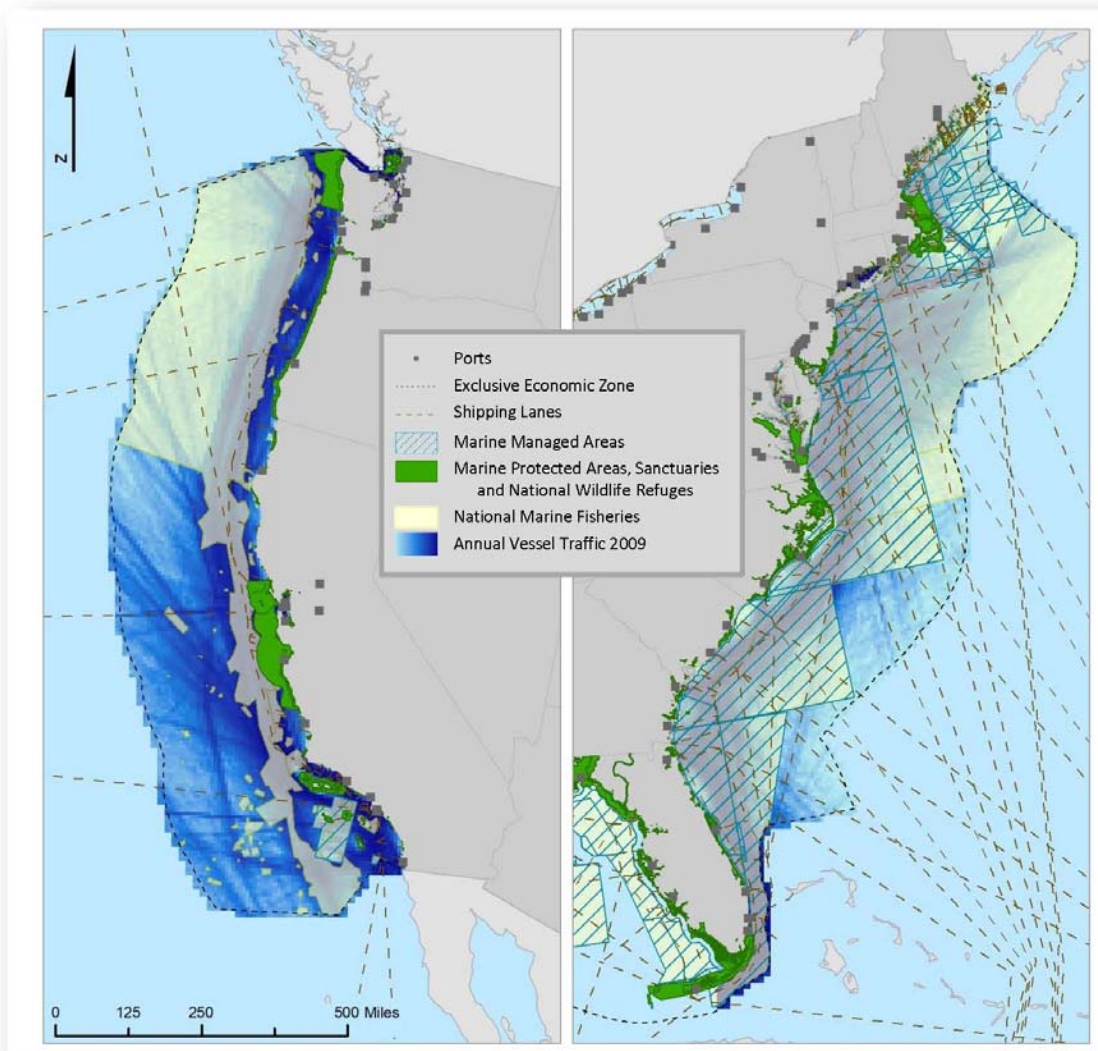 N
Ports
Exclusive Economic Zone
Shipping Lanes
Marine Managed Areas
Marine Protected Areas, Sanctuaries
and National Wildlife Refuges
National Marine Fisheries
Annual Vessel Traffic 2009
0 125 250 500 Miles